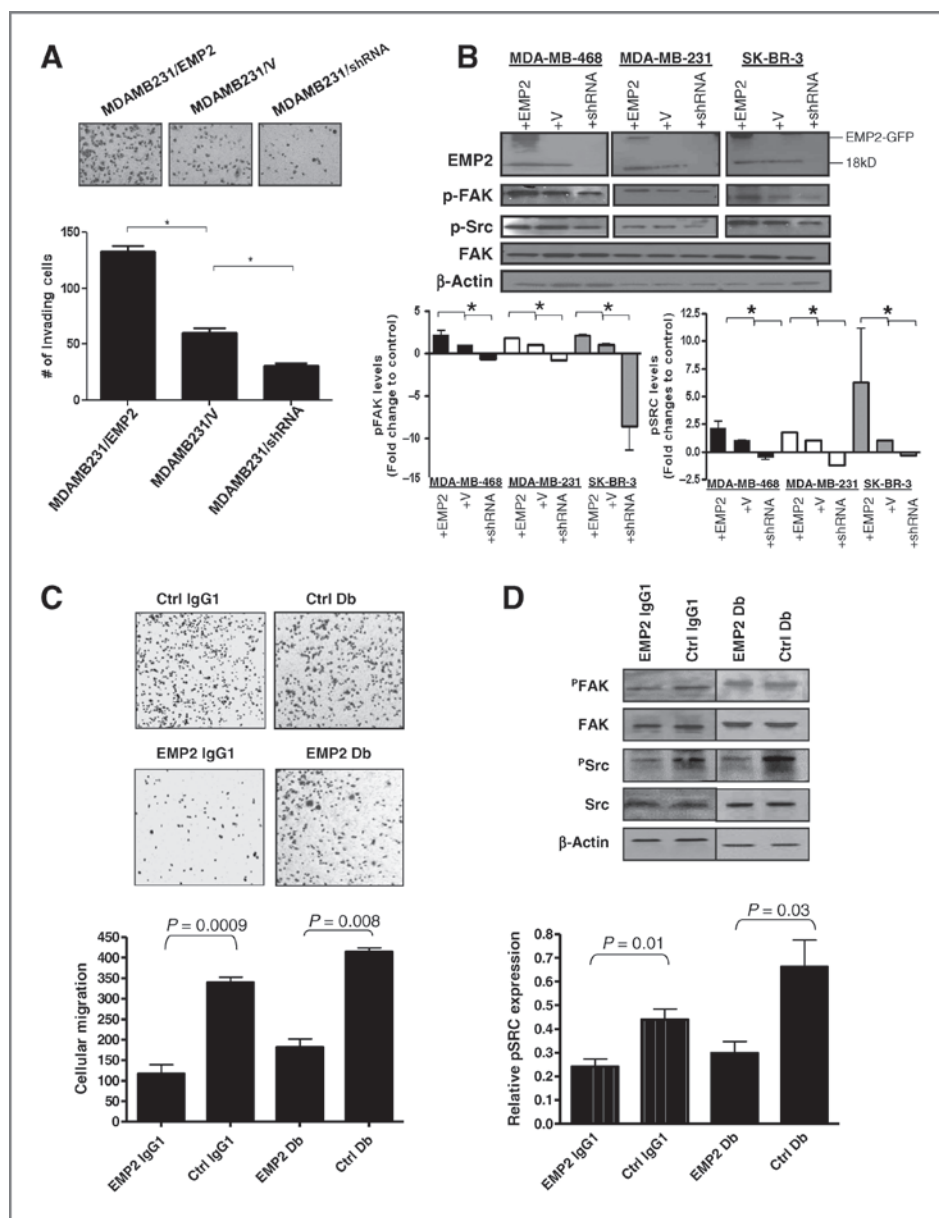 A
MDAMB231/EMP2
MDAMB231/V
MDAMB231/shRNA
*
*
# of Invading cells
150
100
50
0
MDAMB231/EMP2
MDAMB231/V
MDAMB231/shRNA
B
MDA-MB-468 MDA-MB-231 SK-BR-3
+EMP2 +V +shRNA +EMP2 +V +shRNA +EMP2 +V +shRNA
EMP2
EMP2-GFP
18kD
p-FAK
p-Src
FAK
β-Actin
pFAK levels
(Fold change to control)
5
0
−5
−10
−15
* * *
MDA-MB-468 MDA-MB-231 SK-BR-3
+EMP2 +V +shRNA +EMP2 +V +shRNA +EMP2 +V +shRNA
pSRC levels
(Fold changes to control)
12.5
10.0
7.5
5.0
2.5
0.0
−2.5
* * *
MDA-MB-468 MDA-MB-231 SK-BR-3
+EMP2 +V +shRNA +EMP2 +V +shRNA +EMP2 +V +shRNA
C
Ctrl IgG1 Ctrl Db
EMP2 IgG1 EMP2 Db
P = 0.0009 P = 0.008
Cellular migration
450
400
350
300
150
100
50
0
EMP2 IgG1 Ctrl IgG1 EMP2 Db Ctrl Db
D
EMP2 IgG1 Ctrl IgG1 EMP2 Db Ctrl Db
PFAK
FAK
PSrc
Src
β-Actin
P = 0.01 P = 0.03
Relative pSRC expression
0.8
0.7
0.6
0.4
0.3
0.2
0.1
0.0
EMP2 IgG1 Ctrl IgG1 EMP2 Db Ctrl Db